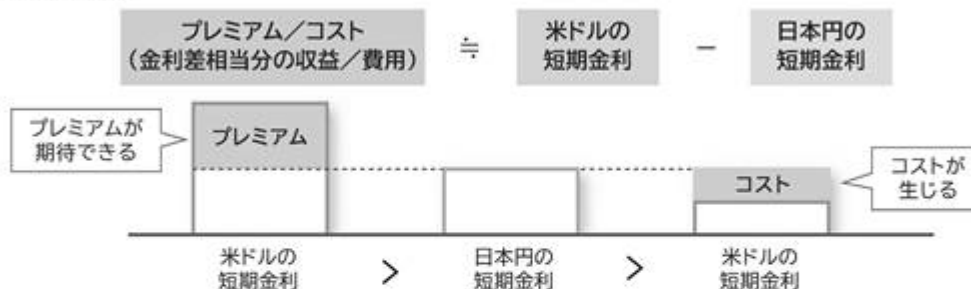 プレミアム／コスト
（金利差相当分の収益／費用）
≒
米ドルの
短期金利
－
日本円の
短期金利
プレミアムが
期待できる
プレミアム
コスト
コストが
生じる
米ドルの
短期金利
＞
日本円の
短期金利
＞
米ドルの
短期金利